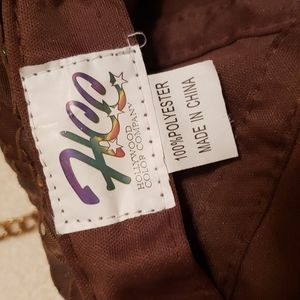 HCC
HOLLYWOOD
COLOR COMPANY
100%POLYESTER
MADE IN CHINA